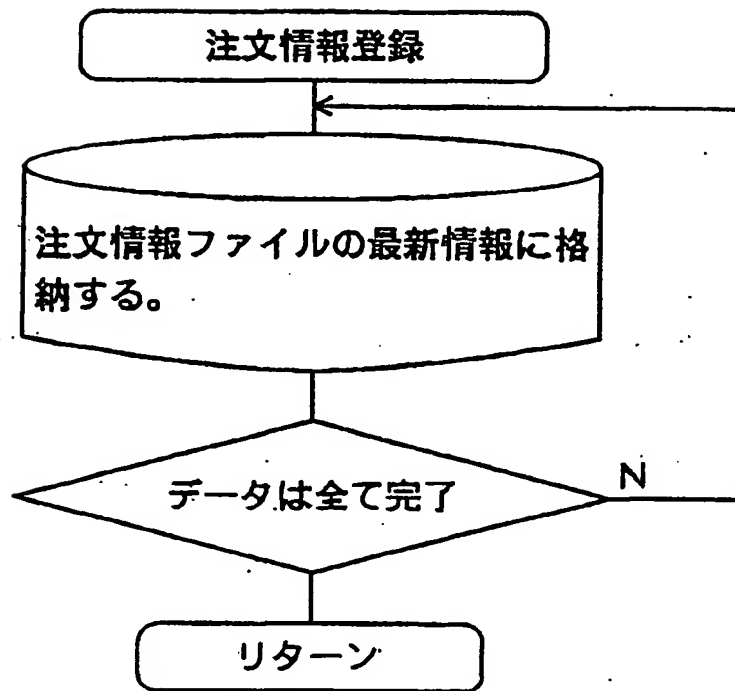 注文情報登録
注文情報ファイルの最新情報に格
納する。
データは全て完了
N
リターン